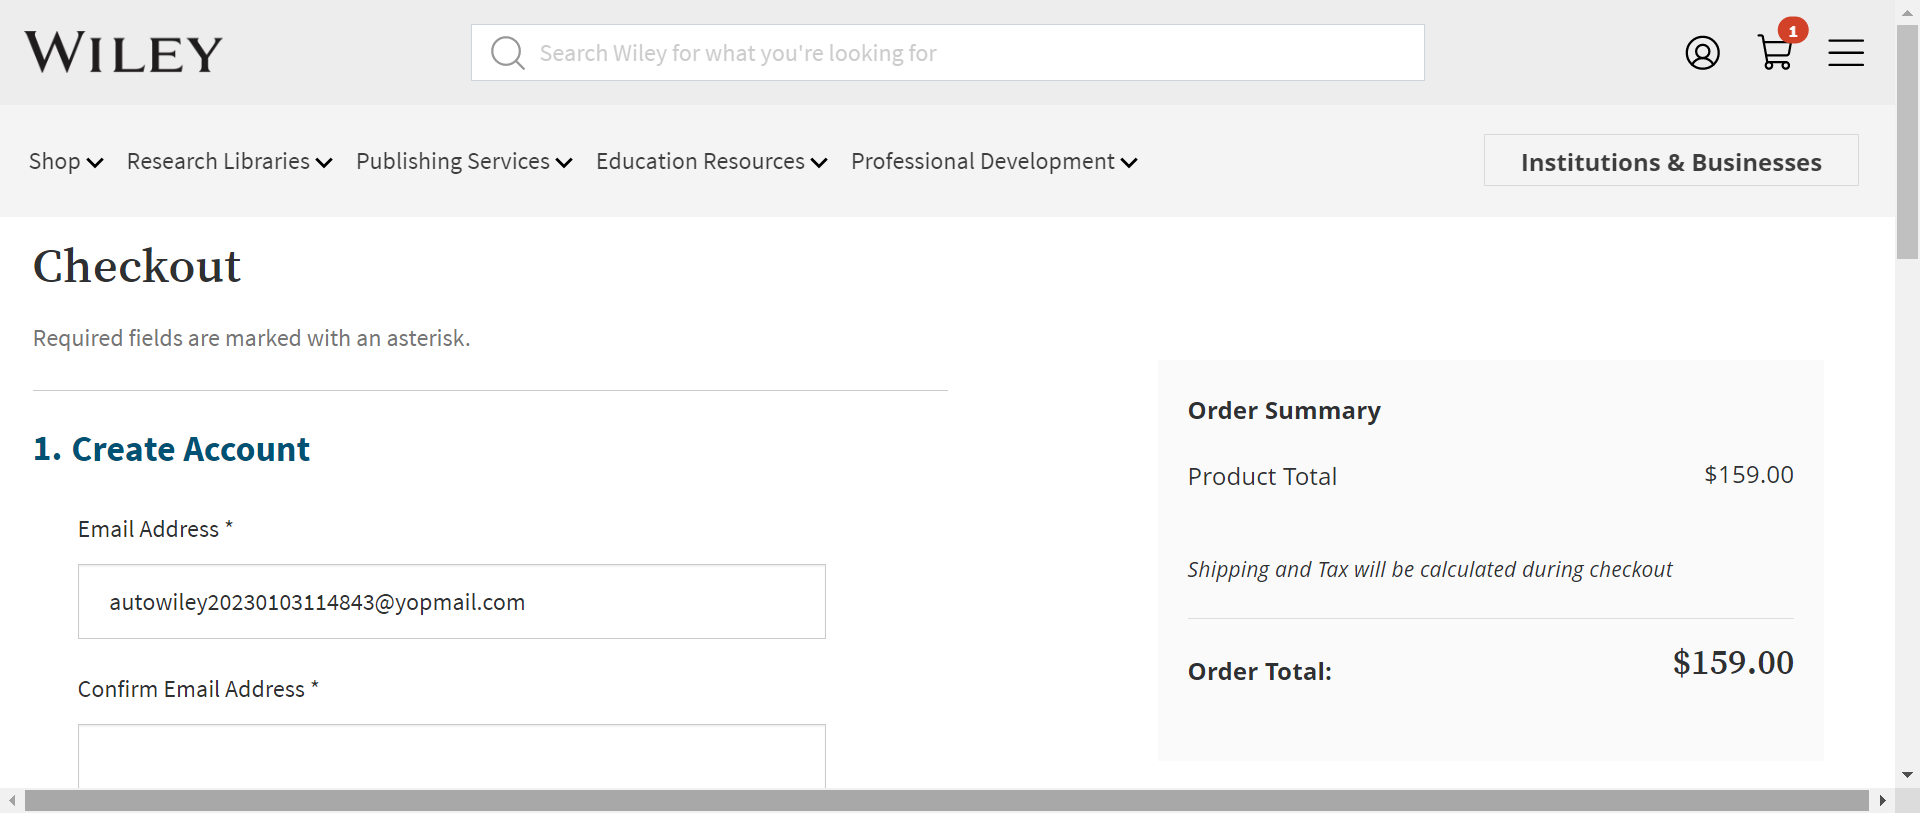 WILEY
Search Wiley for what you're looking for
1
Shop Research Libraries Publishing Services Education Resources Professional Development
Institutions & Businesses
Checkout
Required fields are marked with an asterisk.
1. Create Account
Email Address *
autowiley20230103114843@yopmail.com
Confirm Email Address *
Order Summary
Product Total $159.00
Shipping and Tax will be calculated during checkout
Order Total: $159.00